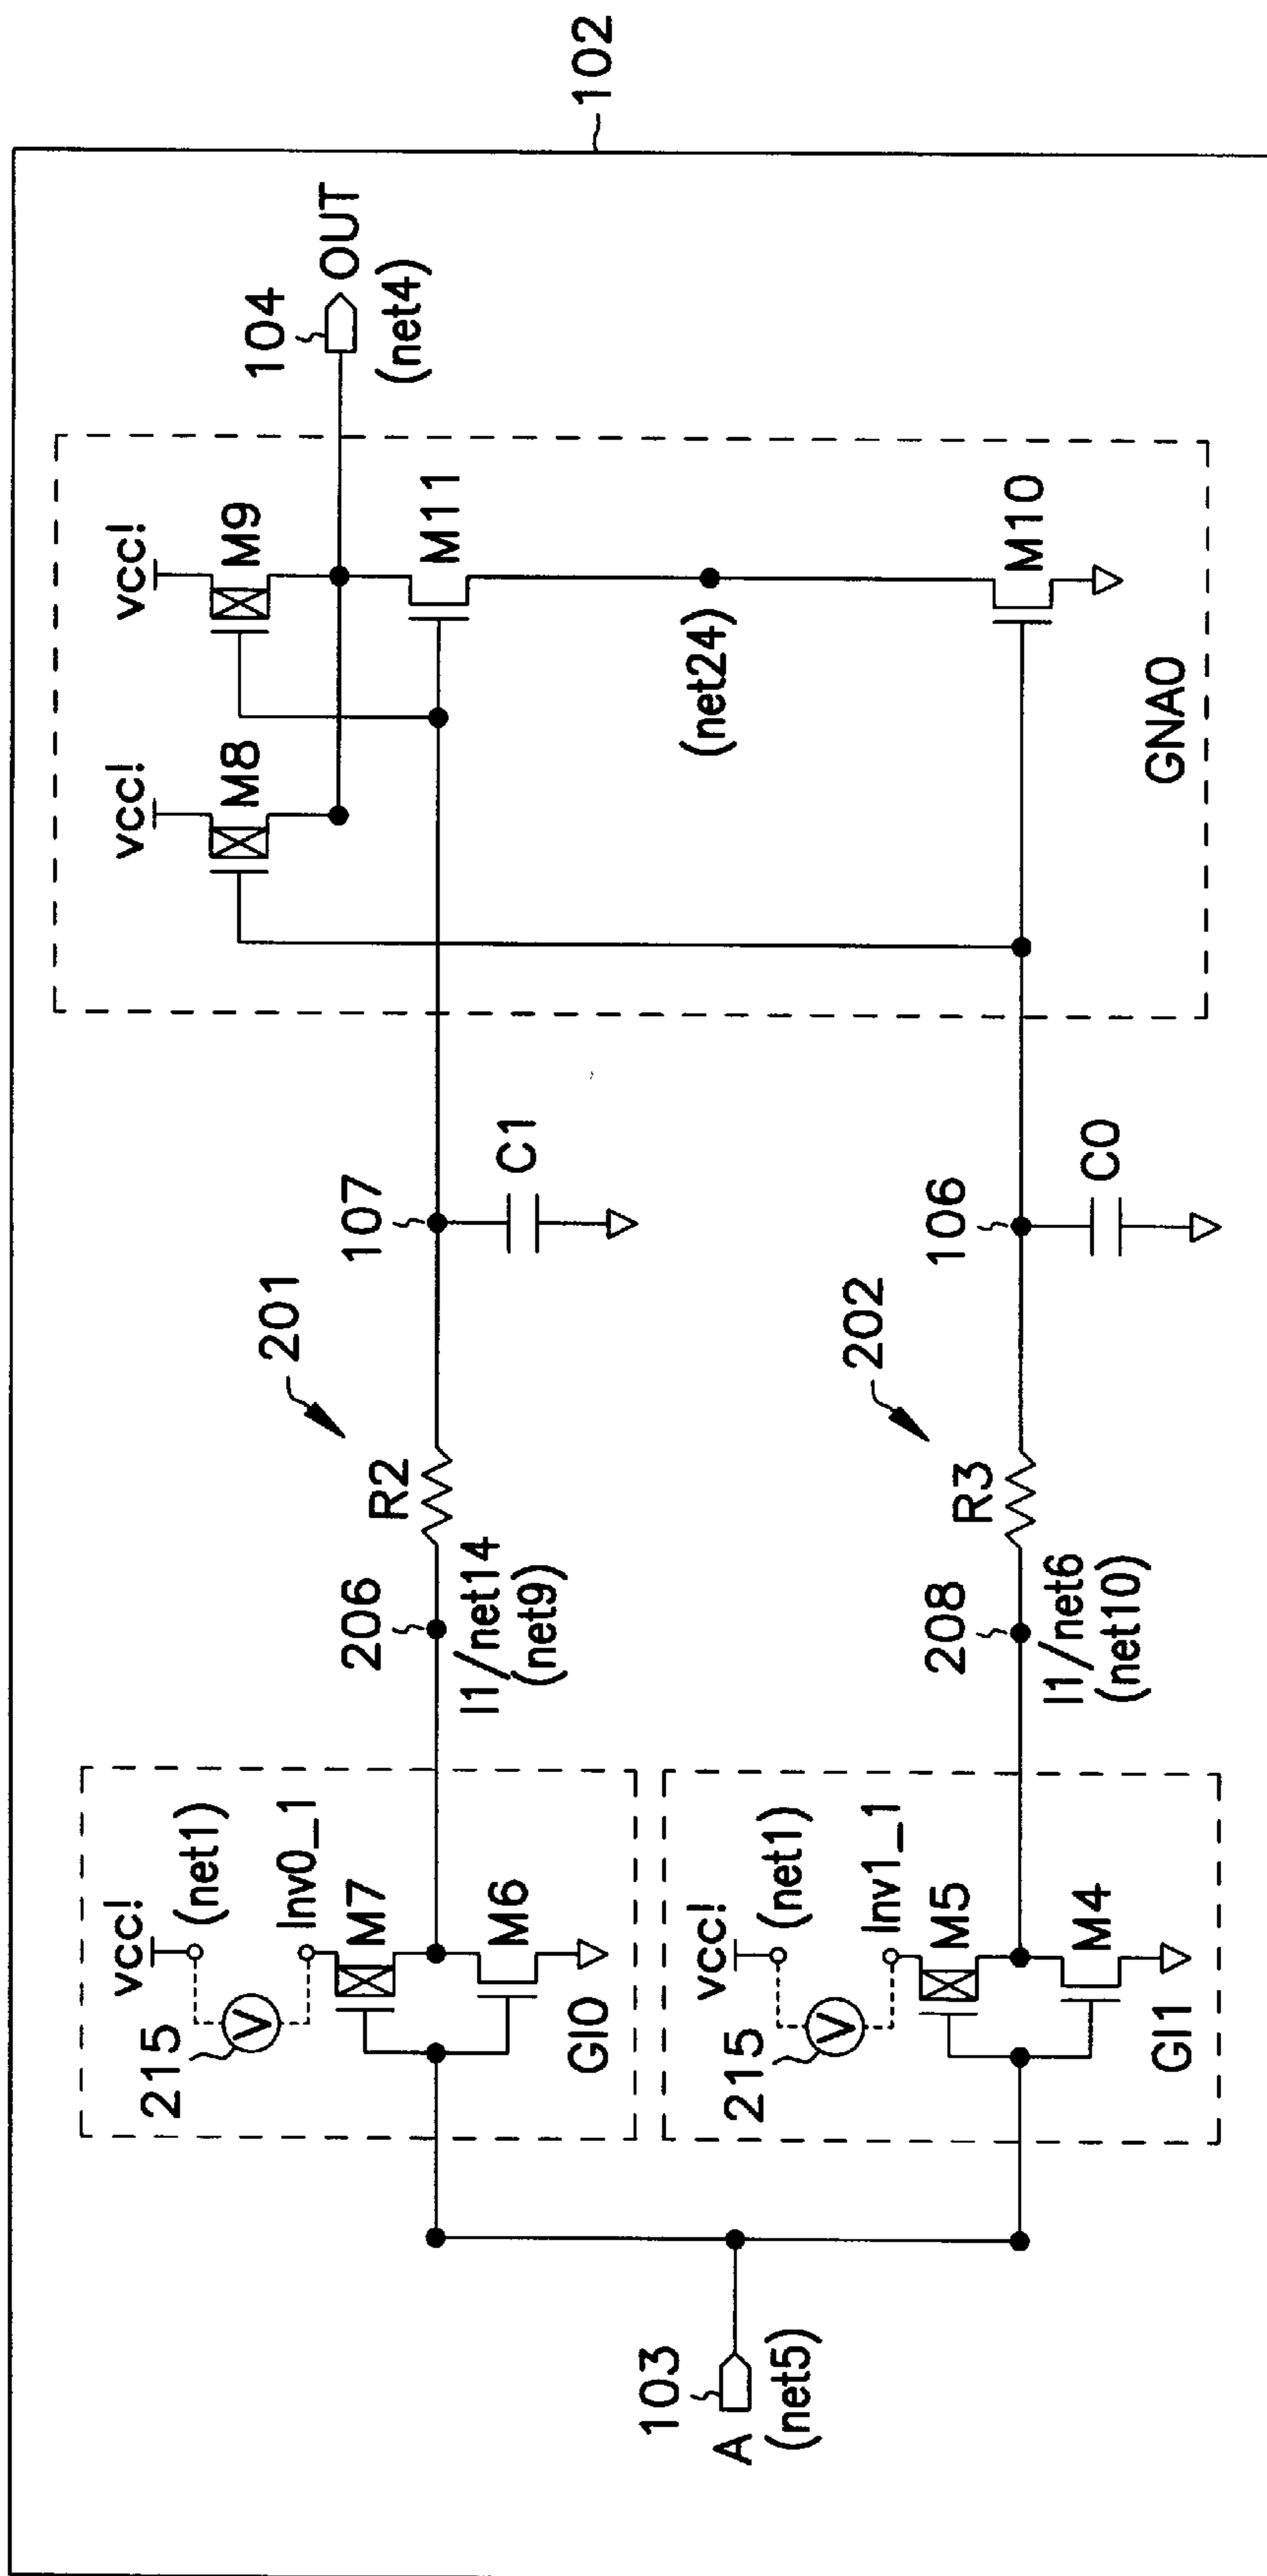 102
vcc!
vcc!
M8
M9
104
OUT
(net4)
M11
(net24)
M10
GNA0
201
107
R2
C1
206
I1/net14
(net9)
202
106
R3
C0
208
I1/net6
(net10)
vcc!
(net1)
215
V
Inv0_1
M7
M6
GI0
vcc!
(net1)
215
V
Inv1_1
M5
M4
GI1
103
A
(net5)